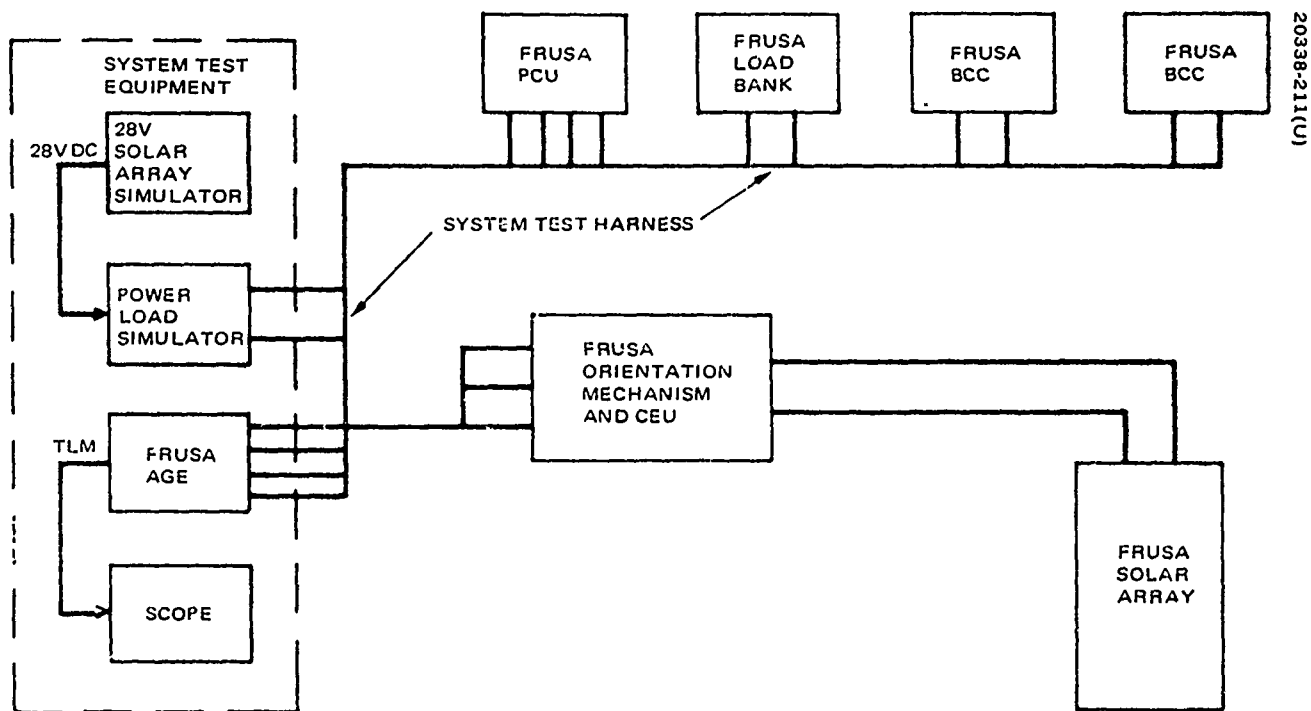 SYSTEM TEST
EQUIPMENT
28V
SOLAR
ARRAY
SIMULATOR
28V DC
POWER
LOAD
SIMULATOR
TLM
FRUSA
AGE
SCOPE
FRUSA
PCU
FRUSA
LOAD
BANK
FRUSA
BCC
FRUSA
BCC
SYSTEM TEST HARNESS
FRUSA
ORIENTATION
MECHANISM
AND CEU
FRUSA
SOLAR
ARRAY
20338-211(U)